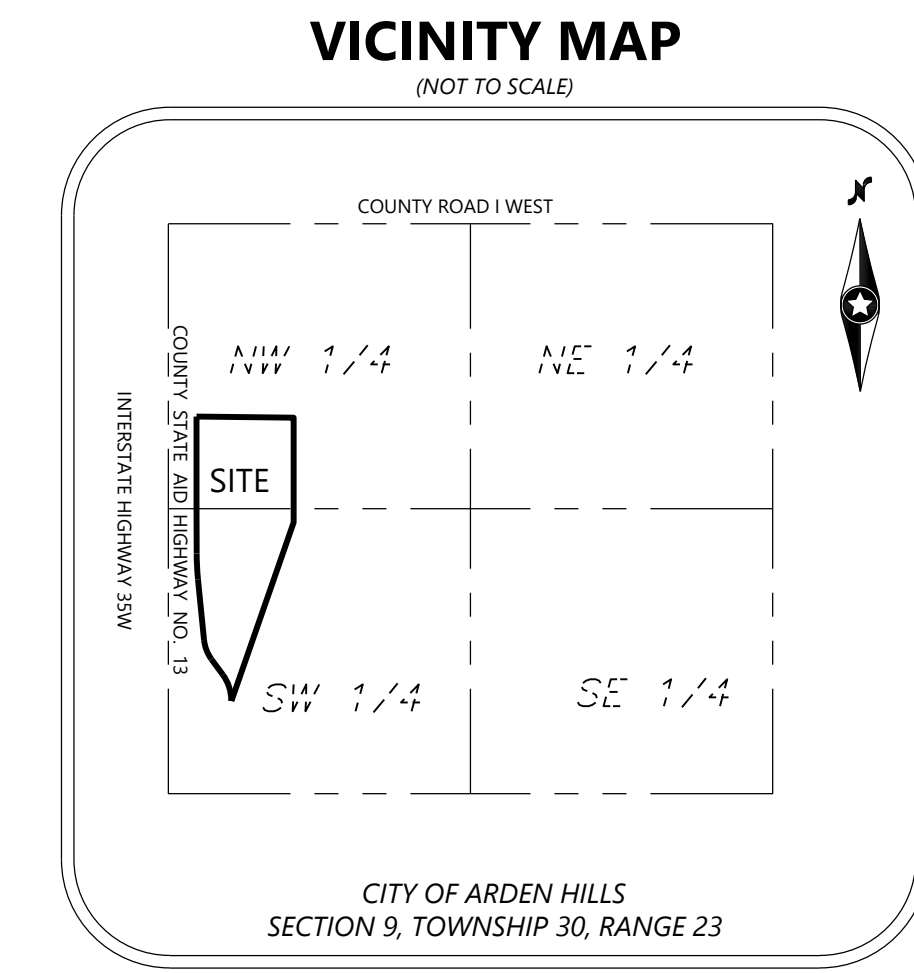 VICINITY MAP
(NOT TO SCALE)
N
COUNTY ROAD I WEST
NW 1/4
NE 1/4
COUNTY STATE AID HIGHWAY NO. 13
INTERSTATE HIGHWAY 35W
SITE
SW 1/4
SE 1/4
CITY OF ARDEN HILLS
SECTION 9, TOWNSHIP 30, RANGE 23